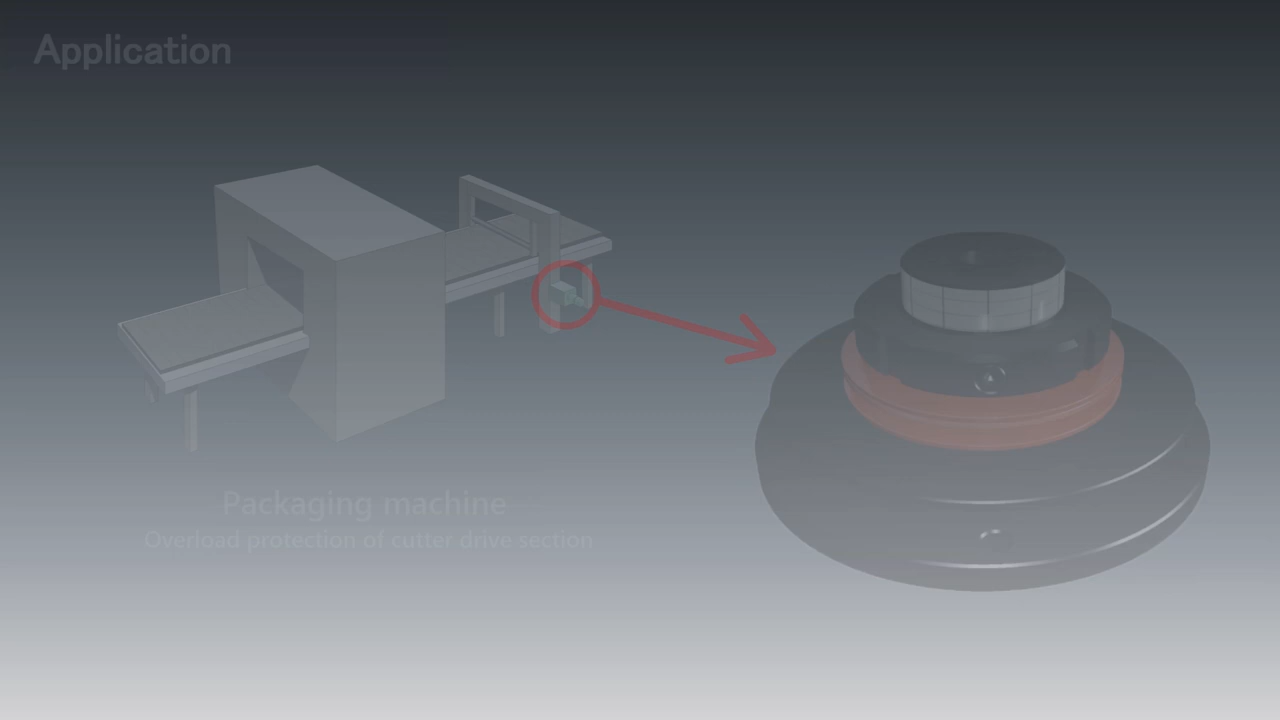 Application
Packaging machine
Overload protection of cutter drive section